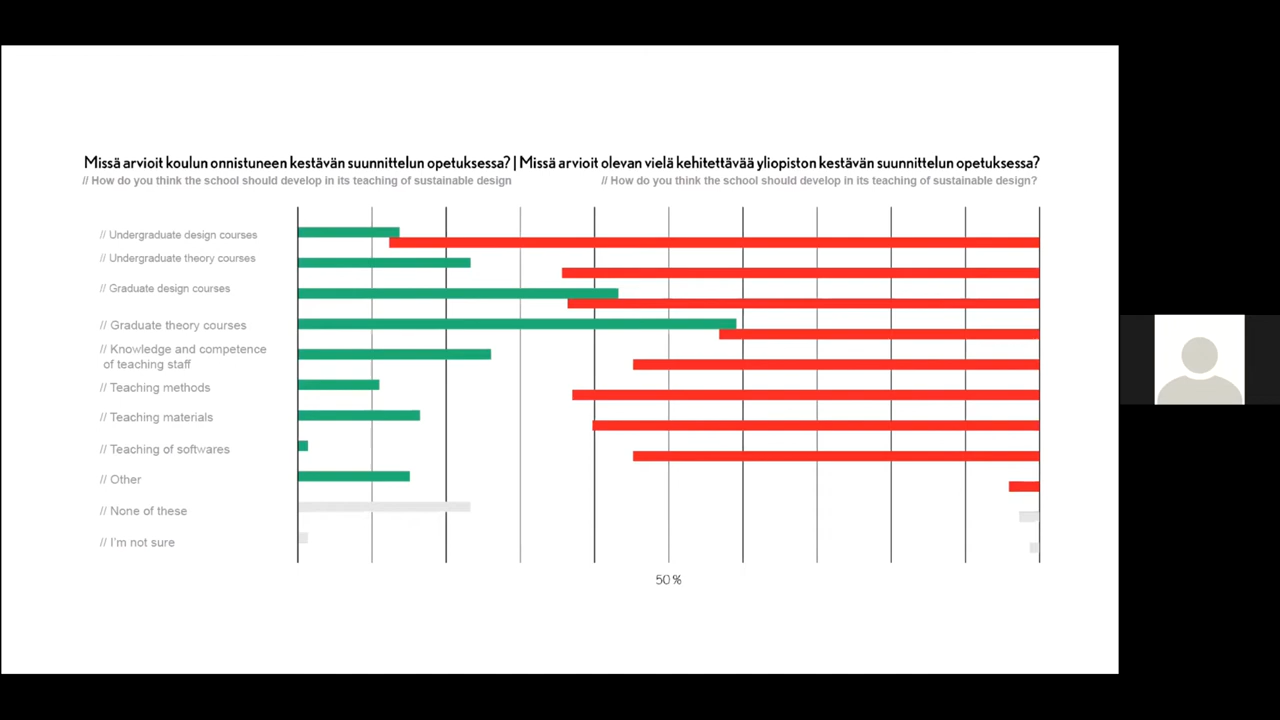 Missä arvioit koulun onnistuneen kestävän suunnittelun opetuksessa? | Missä arvioit olevan vielä kehitettävää yliopiston kestävän suunnittelun opetuksessa?
// How do you think the school should develop in its teaching of sustainable design
// How do you think the school should develop in its teaching of sustainable design?
// Undergraduate design courses
// Undergraduate theory courses
// Graduate design courses
// Graduate theory courses
// Knowledge and competence
of teaching staff
// Teaching methods
// Teaching materials
// Teaching of softwares
// Other
// None of these
// I'm not sure
50 %